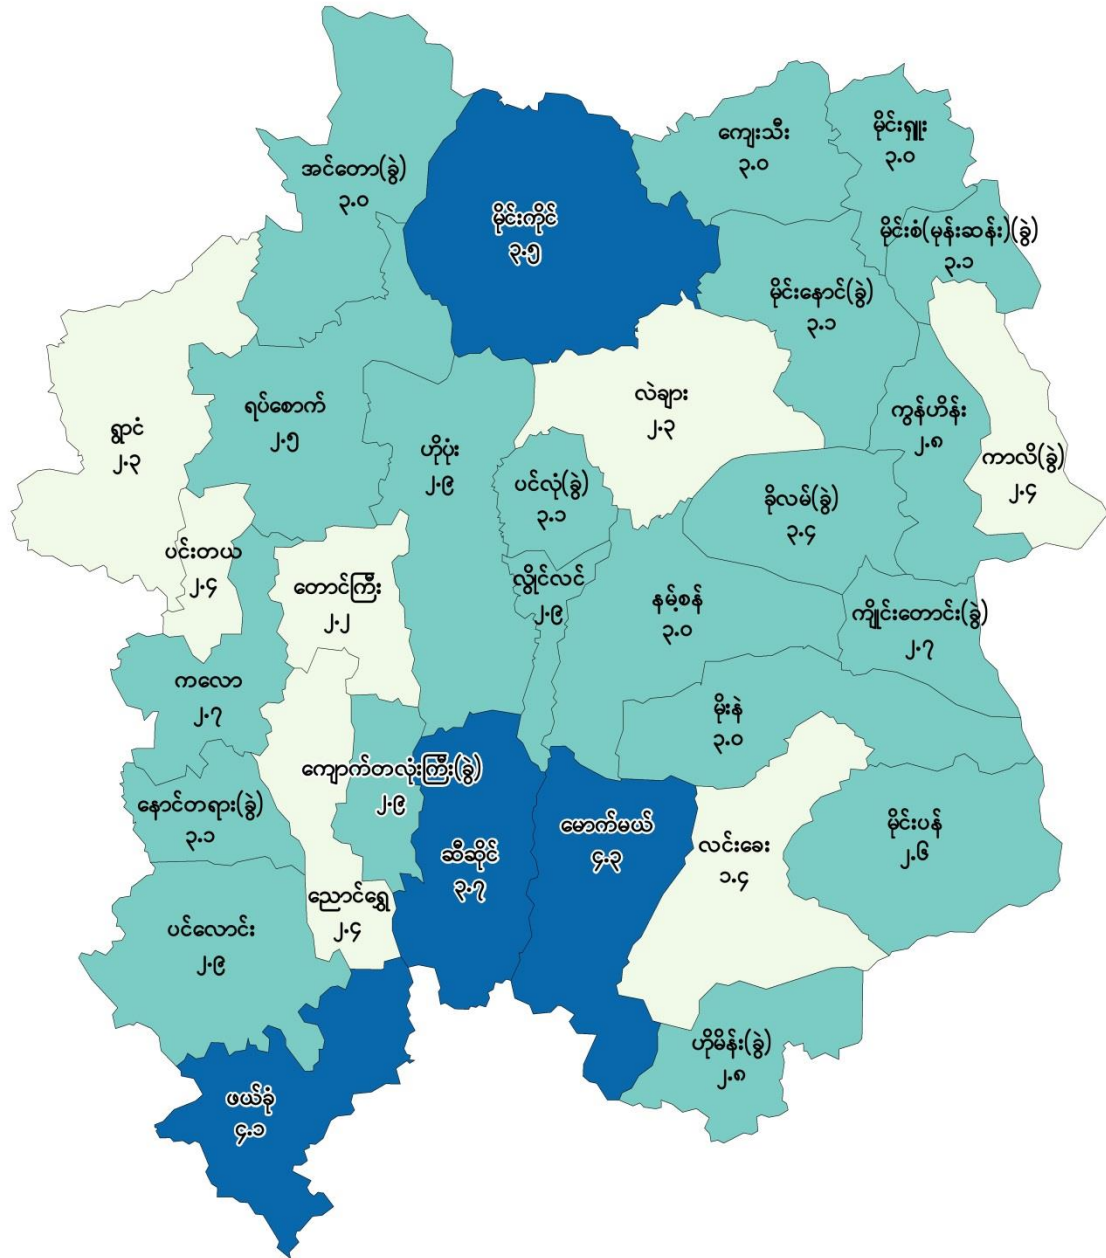 ကျေးသီး
၃.၀
မိုင်းရှူး
၃.၀
အင်တော(ခွဲ)
၃.၀
မိုင်းကိုင်
၃.၅
မိုင်းစံ(မုန်းဆန်း)(ခွဲ)
၃.၁
မိုင်းနောင်(ခွဲ)
၃.၁
ရွာငံ
၂.၃
ရပ်စောက်
၂.၅
လဲချား
၂.၃
ကွန်ဟိန်း
၂.၈
ဟိုပုံး
၂.၉
ပင်လုံ(ခွဲ)
၃.၁
ကာလိ(ခွဲ)
၂.၄
ခိုလမ်(ခွဲ)
၃.၄
ပင်းတယ
၂.၄
တောင်ကြီး
၂.၂
လွိုင်လင်
၂.၉
နမ့်စန်
၃.၀
ကျိုင်းတောင်း(ခွဲ)
၂.၇
ကလော
၂.၇
မိုးနဲ
၃.၀
ကျောက်တလုံးကြီး(ခွဲ)
၂.၉
နောင်တရား(ခွဲ)
၃.၁
ဆီဆိုင်
၃.၇
မောက်မယ်
၄.၃
လင်းခေး
၁.၄
မိုင်းပန်
၂.၆
ညောင်ရွှေ
၂.၄
ပင်လောင်း
၂.၉
ဟိုမိန်း(ခွဲ)
၂.၈
ဖယ်ခုံ
၄.၁